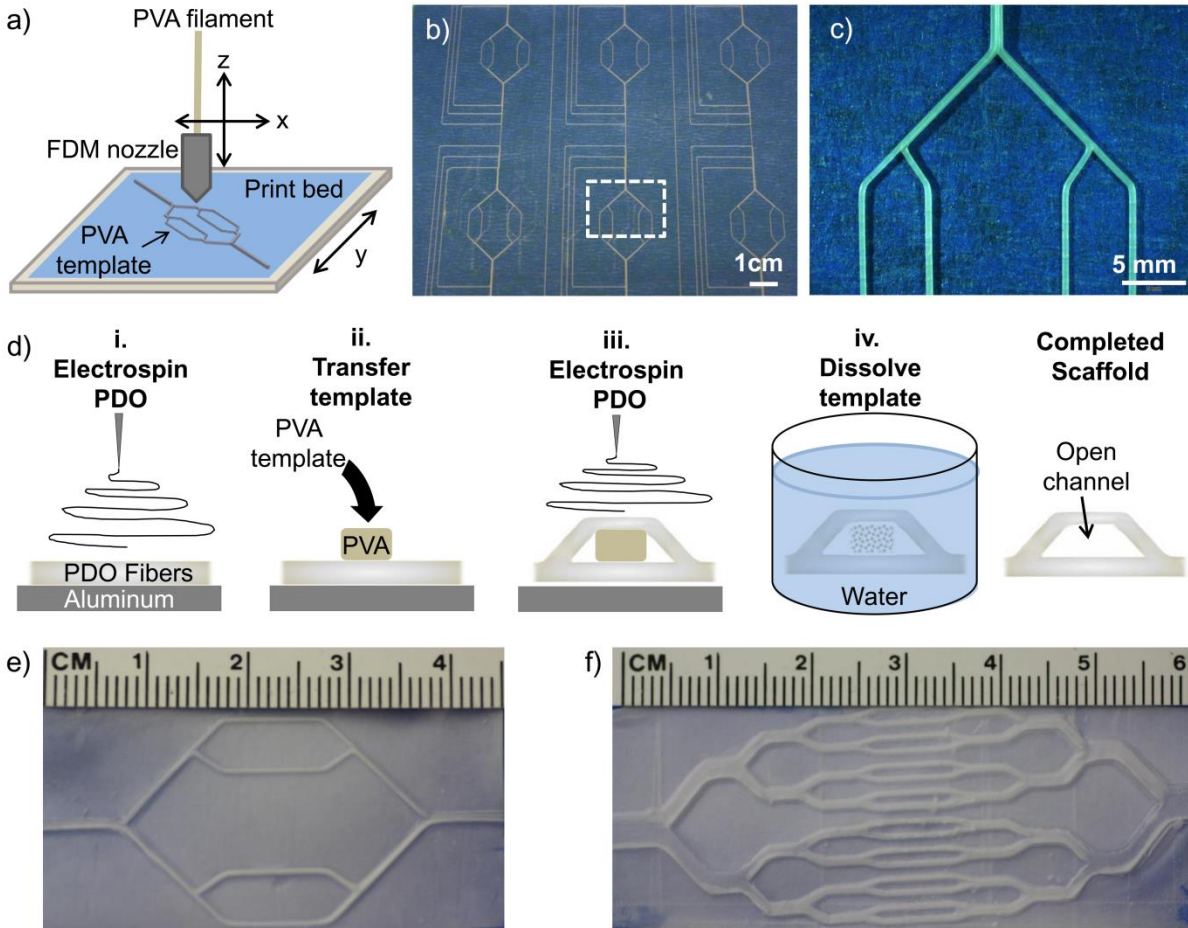 a)
PVA filament
z
x
FDM nozzle
Print bed
PVA
template
y
b)
1cm
c)
5 mm
d)
i.
Electrospin
PDO
PDO Fibers
Aluminum
ii.
Transfer
template
PVA
template
PVA
iii.
Electrospin
PDO
iv.
Dissolve
template
Water
Completed
Scaffold
Open
channel
e)
CM 1 2 3 4
f)
CM 1 2 3 4 5 6